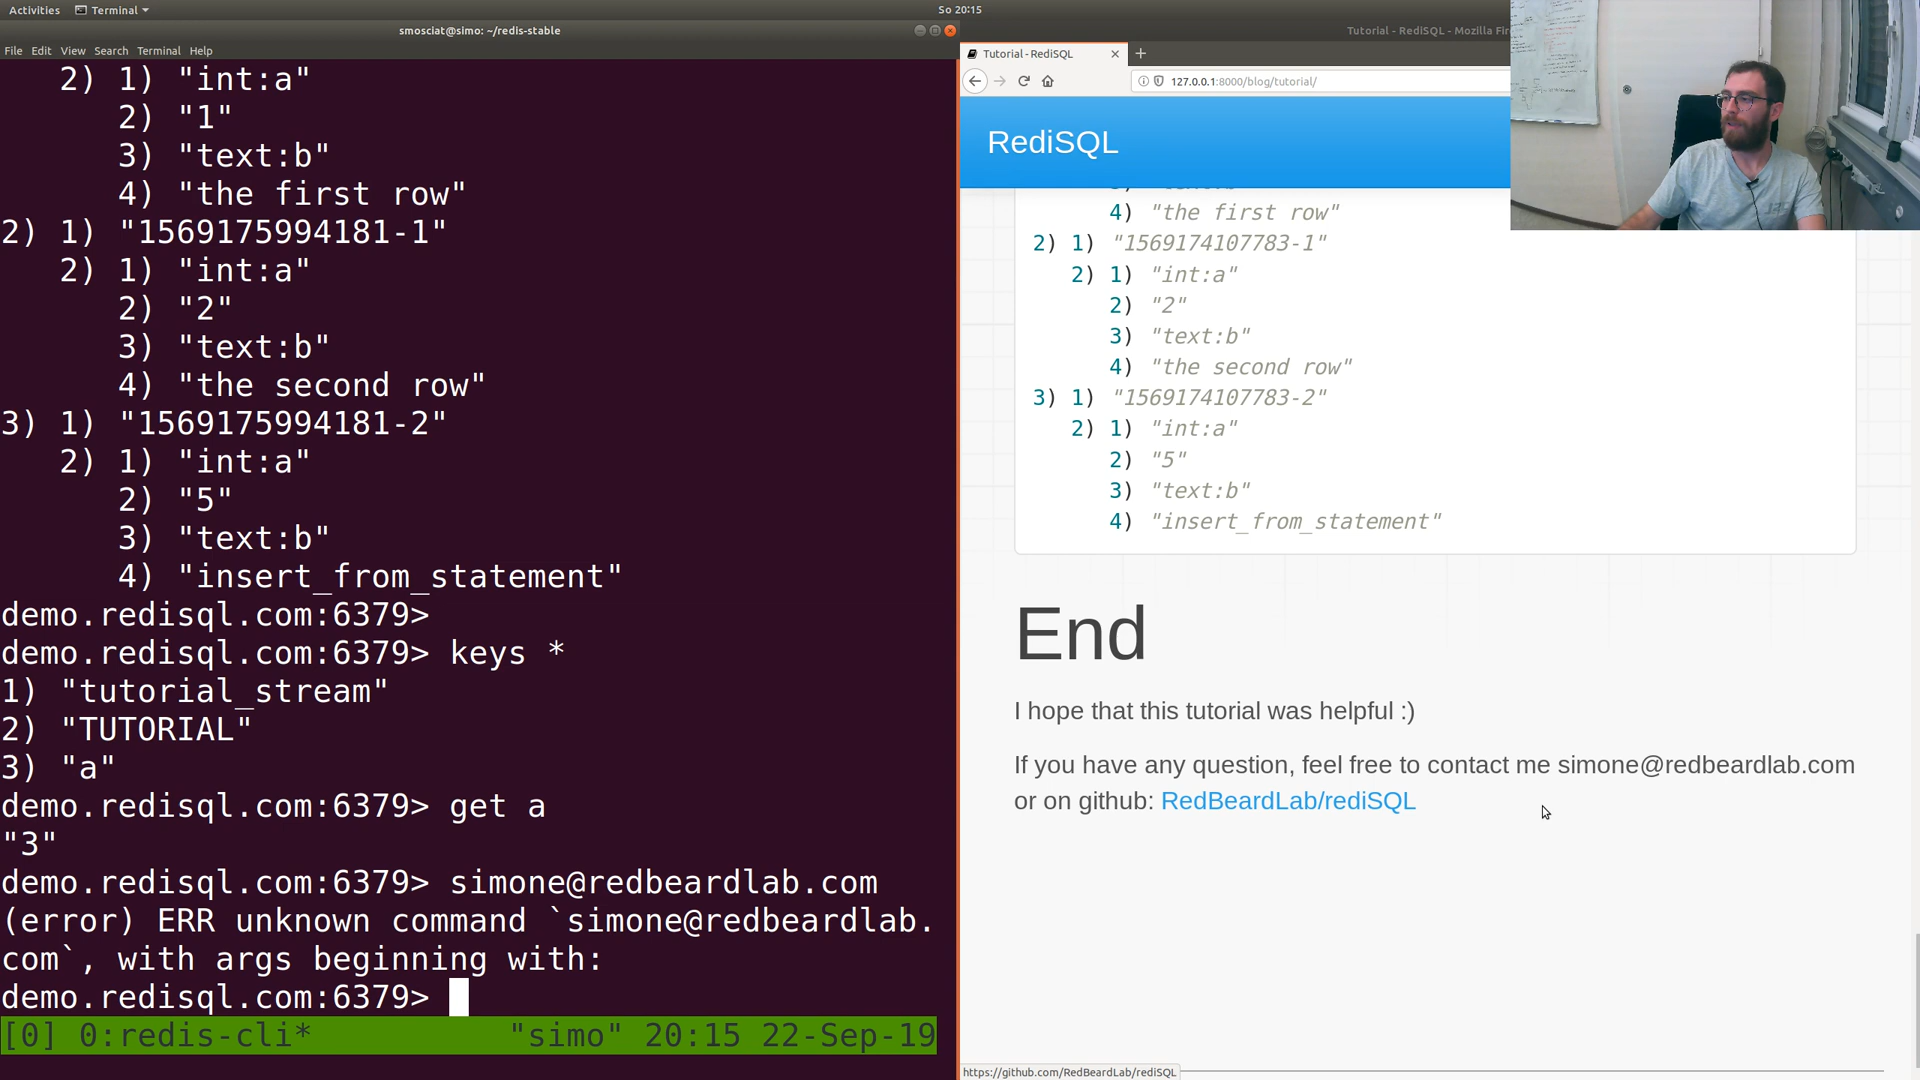 Activities Terminal So 20:15
smosciat@simo: ~/redis-stable
File Edit View Search Terminal Help
2) 1) "int:a"
2) "1"
3) "text:b"
4) "the first row"
2) 1) "1569175994181-1"
2) 1) "int:a"
2) "2"
3) "text:b"
4) "the second row"
3) 1) "1569175994181-2"
2) 1) "int:a"
2) "5"
3) "text:b"
4) "insert_from_statement"
demo.redisql.com:6379>
demo.redisql.com:6379> keys *
1) "tutorial_stream"
2) "TUTORIAL"
3) "a"
demo.redisql.com:6379> get a
"3"
demo.redisql.com:6379> simone@redbeardlab.com
(error) ERR unknown command `simone@redbeardlab.
com`, with args beginning with:
demo.redisql.com:6379>
[0] 0:redis-cli* "simo" 20:15 22-Sep-19
Tutorial - RediSQL - Mozilla Fir
Tutorial - RediSQL
127.0.0.1:8000/blog/tutorial/
RediSQL
4) "the first row"
2) 1) "1569174107783-1"
2) 1) "int:a"
2) "2"
3) "text:b"
4) "the second row"
3) 1) "1569174107783-2"
2) 1) "int:a"
2) "5"
3) "text:b"
4) "insert_from_statement"
End
I hope that this tutorial was helpful :)
If you have any question, feel free to contact me simone@redbeardlab.com
or on github: RedBeardLab/rediSQL
https://github.com/RedBeardLab/rediSQL